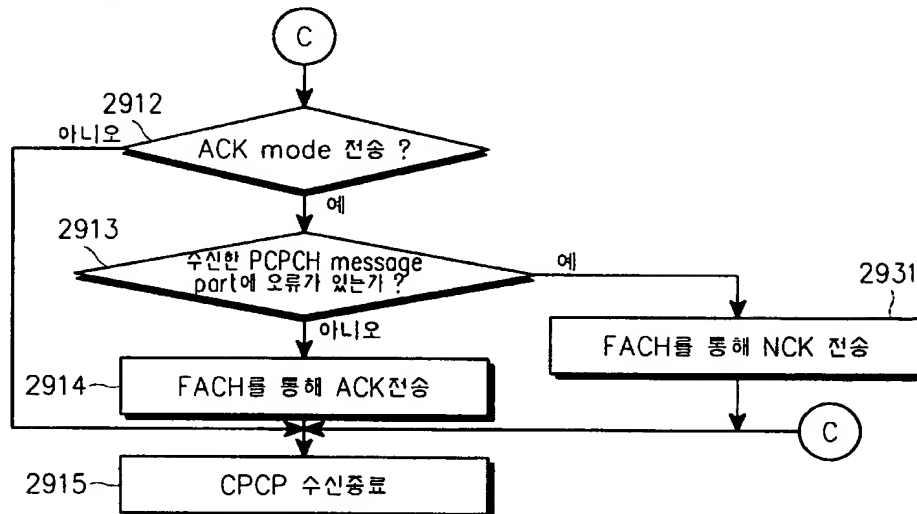 C
2912
아니오
ACK mode 전송 ?
예
2913
수신한 PCPCH message
part에 오류가 있는가 ?
예
2931
아니오
FACH를 통해 NCK 전송
2914
FACH를 통해 ACK전송
C
2915
CPCP 수신종료